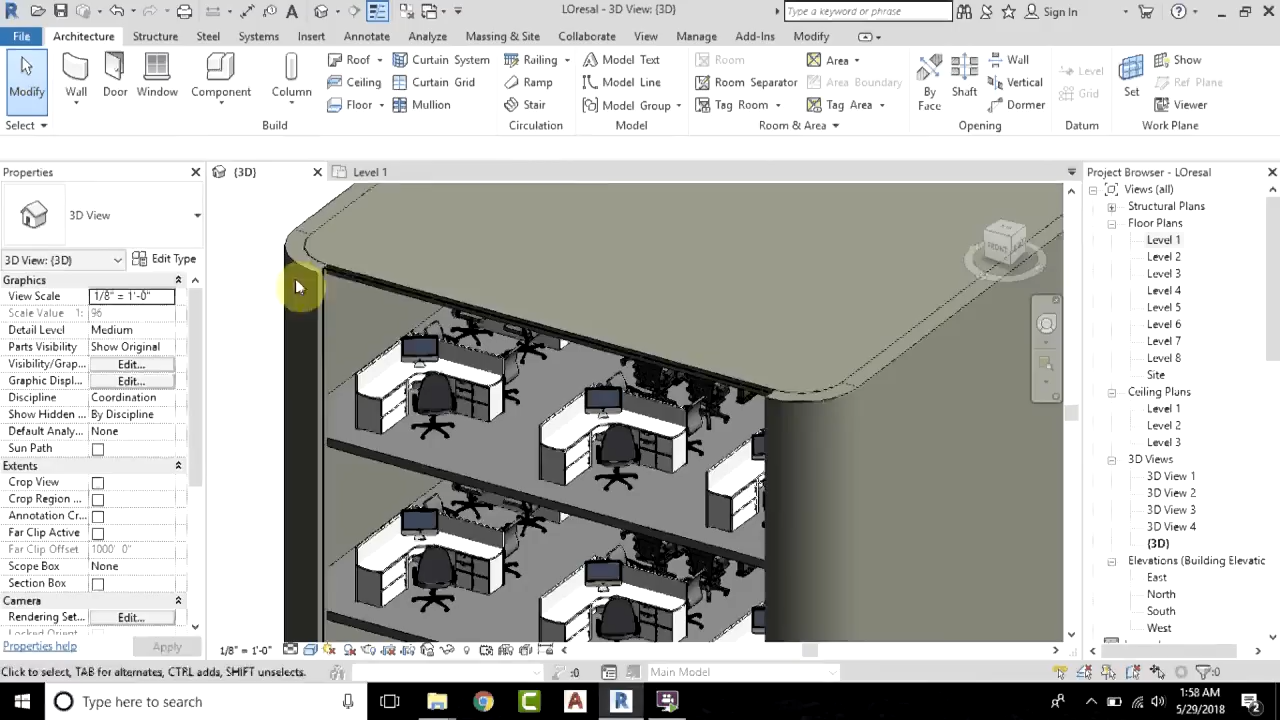 LOresal - 3D View: {3D}
Type a keyword or phrase
Sign In
File
Architecture
Structure
Steel
Systems
Insert
Annotate
Analyze
Massing & Site
Collaborate
View
Manage
Add-Ins
Modify
Modify
Wall
Door
Window
Component
Column
Roof
Ceiling
Floor
Curtain System
Curtain Grid
Mullion
Railing
Ramp
Stair
Model Text
Model Line
Model Group
Room
Room Separator
Tag Room
Area
Area Boundary
Tag Area
By
Face
Shaft
Wall
Vertical
Dormer
Level
Grid
Set
Show
Ref Plane
Viewer
Select
Build
Circulation
Model
Room & Area
Opening
Datum
Work Plane
Properties
{3D}
Level 1
3D View
3D View: {3D}
Edit Type
Graphics
View Scale 1/8" = 1'-0"
Scale Value 1: 96
Detail Level Medium
Parts Visibility Show Original
Visibility/Grap... Edit...
Graphic Displ... Edit...
Discipline Coordination
Show Hidden ... By Discipline
Default Analy... None
Sun Path
Extents
Crop View
Crop Region ...
Annotation Cr...
Far Clip Active
Far Clip Offset 1000' 0"
Scope Box None
Section Box
Camera
Rendering Set... Edit...
Properties help
Apply
FRONT
Project Browser - LOresal
Views (all)
Structural Plans
Floor Plans
Level 1
Level 2
Level 3
Level 4
Level 5
Level 6
Level 7
Level 8
Site
Ceiling Plans
Level 1
Level 2
Level 3
3D Views
3D View 1
3D View 2
3D View 3
3D View 4
{3D}
Elevations (Building Elevatic
East
North
South
West
1/8" = 1'-0"
Click to select, TAB for alternates, CTRL adds, SHIFT unselects.
:0
Main Model
:0
Type here to search
1:58 AM
5/29/2018
2